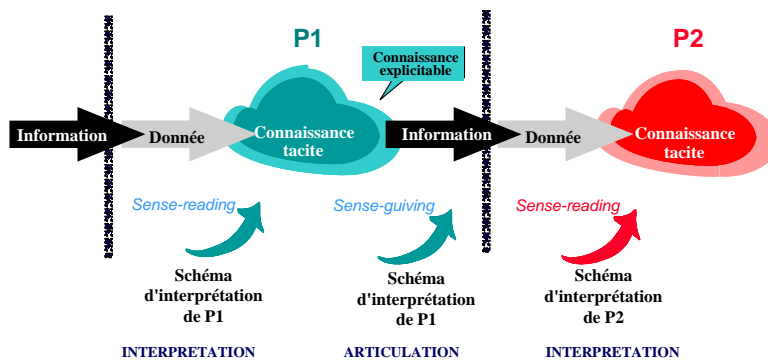 P1
P2
Connaissance
explicitable
Information
Donnée
Connaissance
tacite
Information
Donnée
Connaissance
tacite
Sense-reading
Sense-guiving
Sense-reading
Schéma
d'interprétation
de P1
Schéma
d'interprétation
de P1
Schéma
d'interprétation
de P2
INTERPRETATION
ARTICULATION
INTERPRETATION